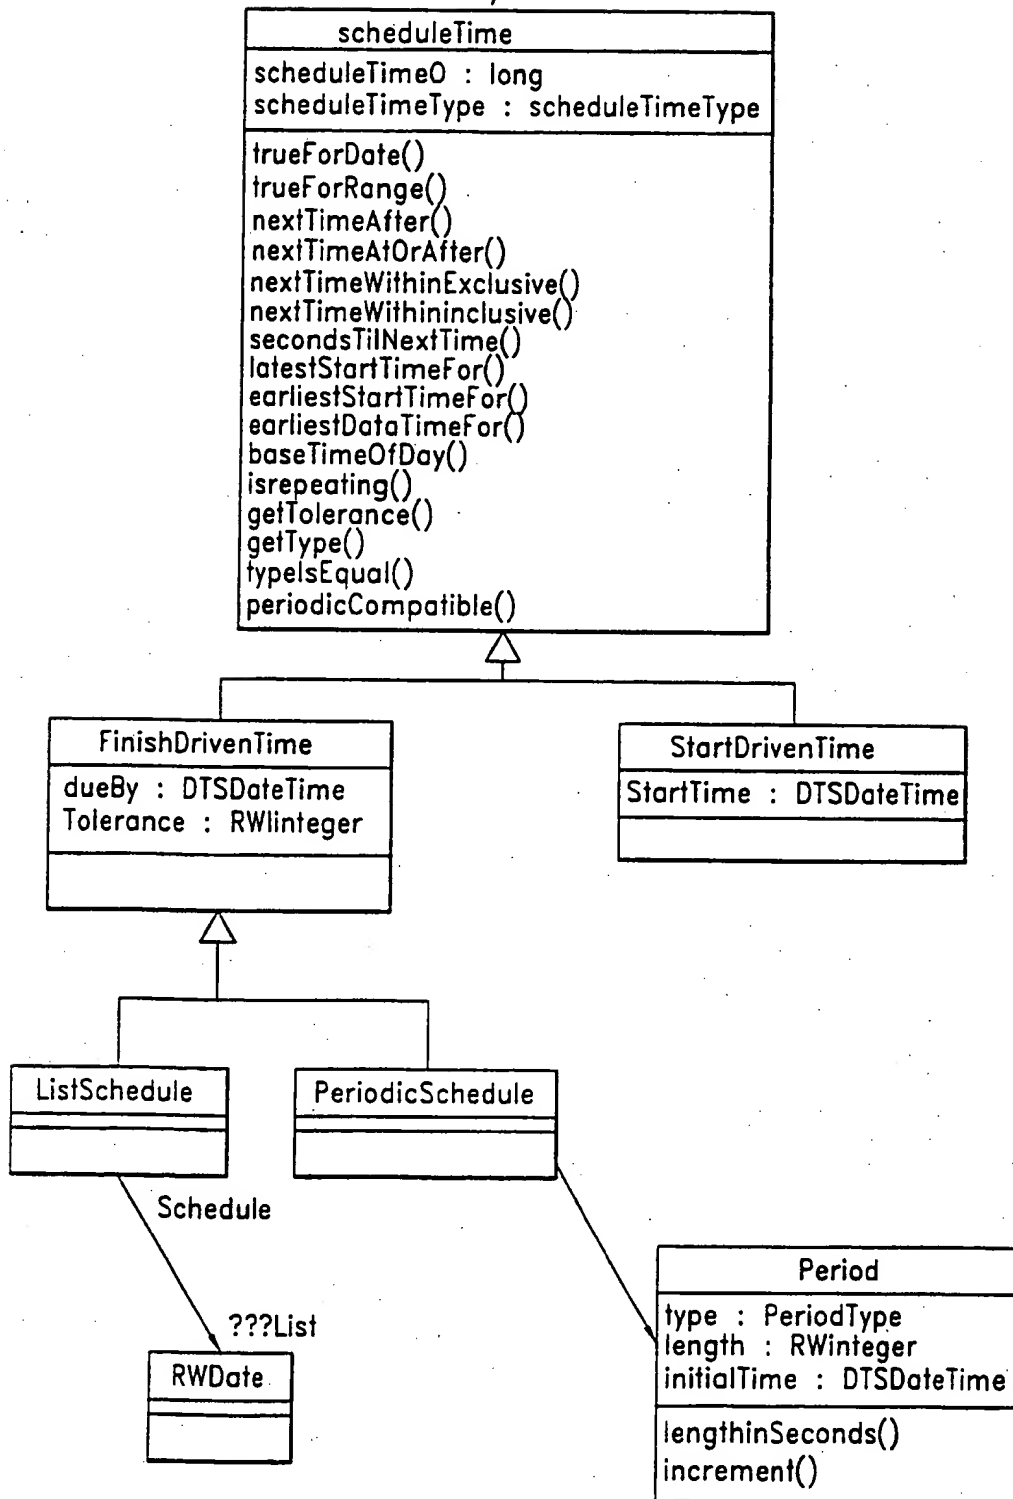 scheduleTime
scheduleTimeO : long
scheduleTimeType : scheduleTimeType
trueForDate()
trueForRange()
nextTimeAfter()
nextTimeAtOrAfter()
nextTimeWithinExclusive()
nextTimeWithininclusive()
secondsTilNextTime()
latestStartTimeFor()
earliestStartTimeFor()
earliestDataTimeFor()
baseTimeOfDay()
isrepeating()
getTolerance()
getType()
typeIsEqual()
periodicCompatible()
FinishDrivenTime
dueBy : DTSDateTime
Tolerance : RWIinteger
StartDrivenTime
StartTime : DTSDateTime
ListSchedule
PeriodicSchedule
Schedule
???List
RWDate
Period
type : PeriodType
length : RWinteger
initialTime : DTSDateTime
lengthinSeconds()
increment()